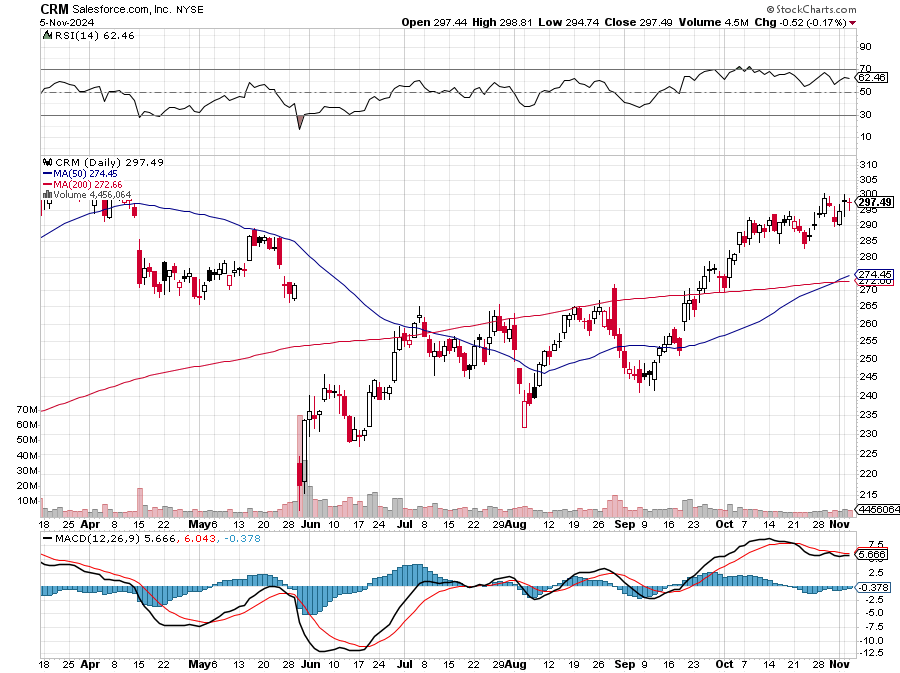 CRM Salesforce.com, Inc. NYSE
© StockCharts.com
5-Nov-2024
Open 297.44 High 298.81 Low 294.74 Close 297.49 Volume 4.5M Chg -0.52 (-0.17%)
RSI(14) 62.46
90
70
62.46
50
30
10
CRM (Daily) 297.49
MA(50) 274.45
MA(200) 272.66
Volume 4,456,064
310
305
300
297.49
295
290
285
280
274.45
270
265
260
255
250
245
240
235
230
225
220
215
4456064
70M
60M
50M
40M
30M
20M
10M
18 25 Apr 8 15 22 May 6 13 20 28 Jun 10 17 24 Jul 8 15 22 29 Aug 12 19 26 Sep 9 16 23 Oct 7 14 21 28 Nov
MACD(12,26,9) 5.666, 6.043, -0.378
7.5
5.666
2.5
-0.378
-2.5
-5.0
-7.5
-10.0
-12.5
18 25 Apr 8 15 22 May 6 13 20 28 Jun 10 17 24 Jul 8 15 22 29 Aug 12 19 26 Sep 9 16 23 Oct 7 14 21 28 Nov